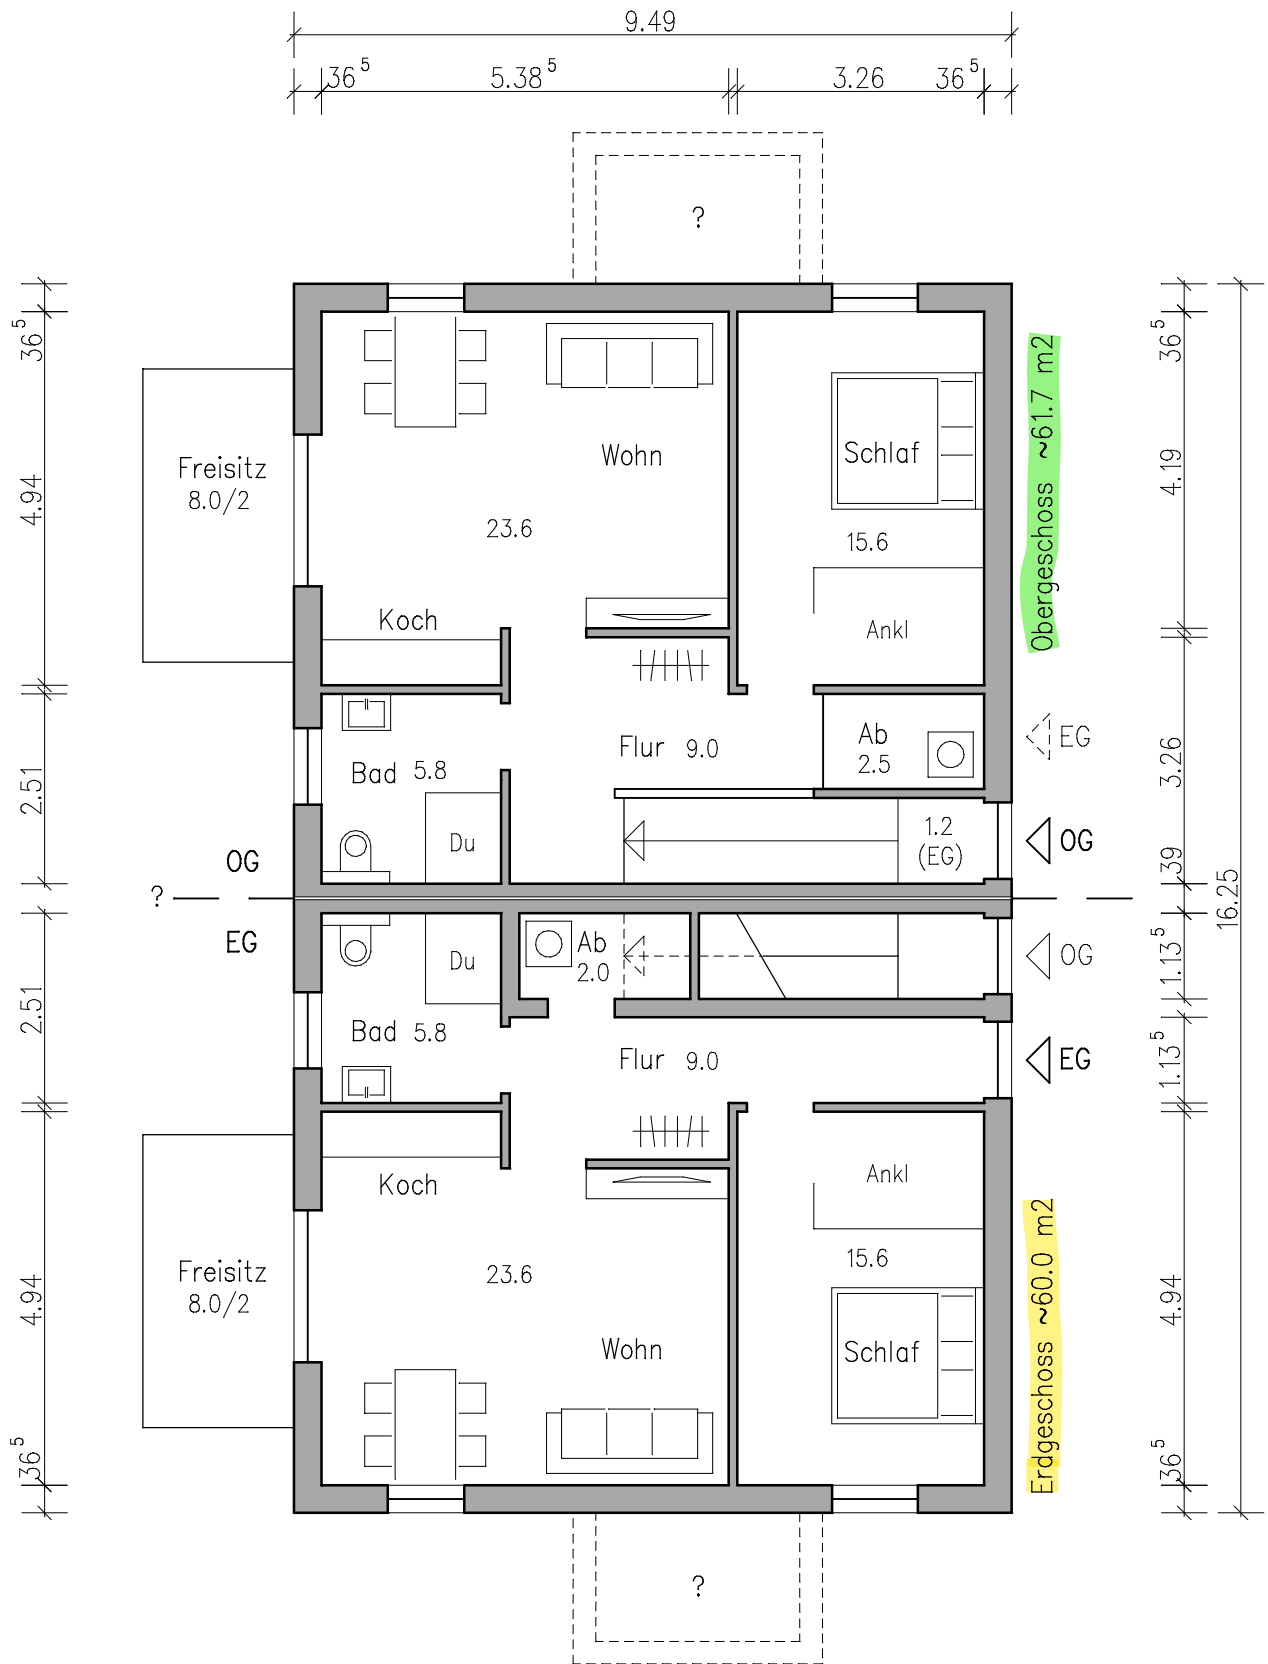 9.49
36⁵ 5.38⁵ 3.26 36⁵
?
36⁵
4.94
2.51
2.51
4.94
36⁵
Freisitz
8.0/2
Wohn
23.6
Koch
Schlaf
15.6
Ankl
Obergeschoss ~61.7 m2
36⁵
4.19
3.26
39
1.13⁵
1.13⁵
4.94
36⁵
16.25
Bad 5.8
Du
Flur 9.0
Ab
2.5
EG
1.2
(EG)
OG
OG
?
EG
Du
Bad 5.8
Ab
2.0
OG
Flur 9.0
EG
Koch
Ankl
Freisitz
8.0/2
23.6
15.6
Wohn
Schlaf
Erdgeschoss ~60.0 m2
?